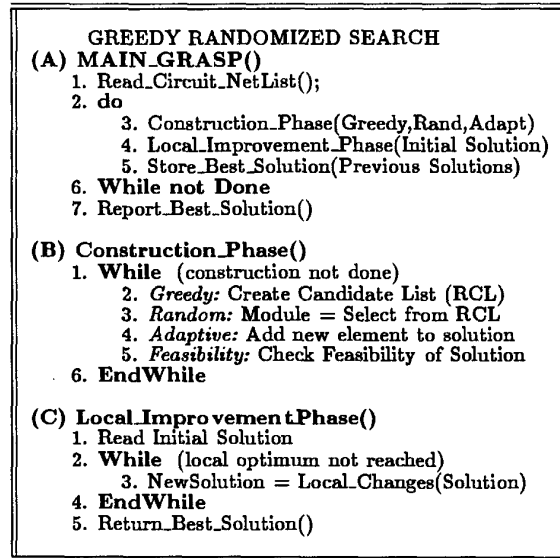 GREEDY RANDOMIZED SEARCH
(A) MAIN_GRASP()
1. Read_Circuit_NetList();
2. do
3. Construction_Phase(Greedy,Rand,Adapt)
4. Local_Improvement_Phase(Initial Solution)
5. Store_Best_Solution(Previous Solutions)
6. While not Done
7. Report_Best_Solution()
(B) Construction_Phase()
1. While (construction not done)
2. Greedy: Create Candidate List (RCL)
3. Random: Module = Select from RCL
4. Adaptive: Add new element to solution
5. Feasibility: Check Feasibility of Solution
6. EndWhile
(C) Local_Improvement_Phase()
1. Read Initial Solution
2. While (local optimum not reached)
3. NewSolution = Local_Changes(Solution)
4. EndWhile
5. Return_Best_Solution()